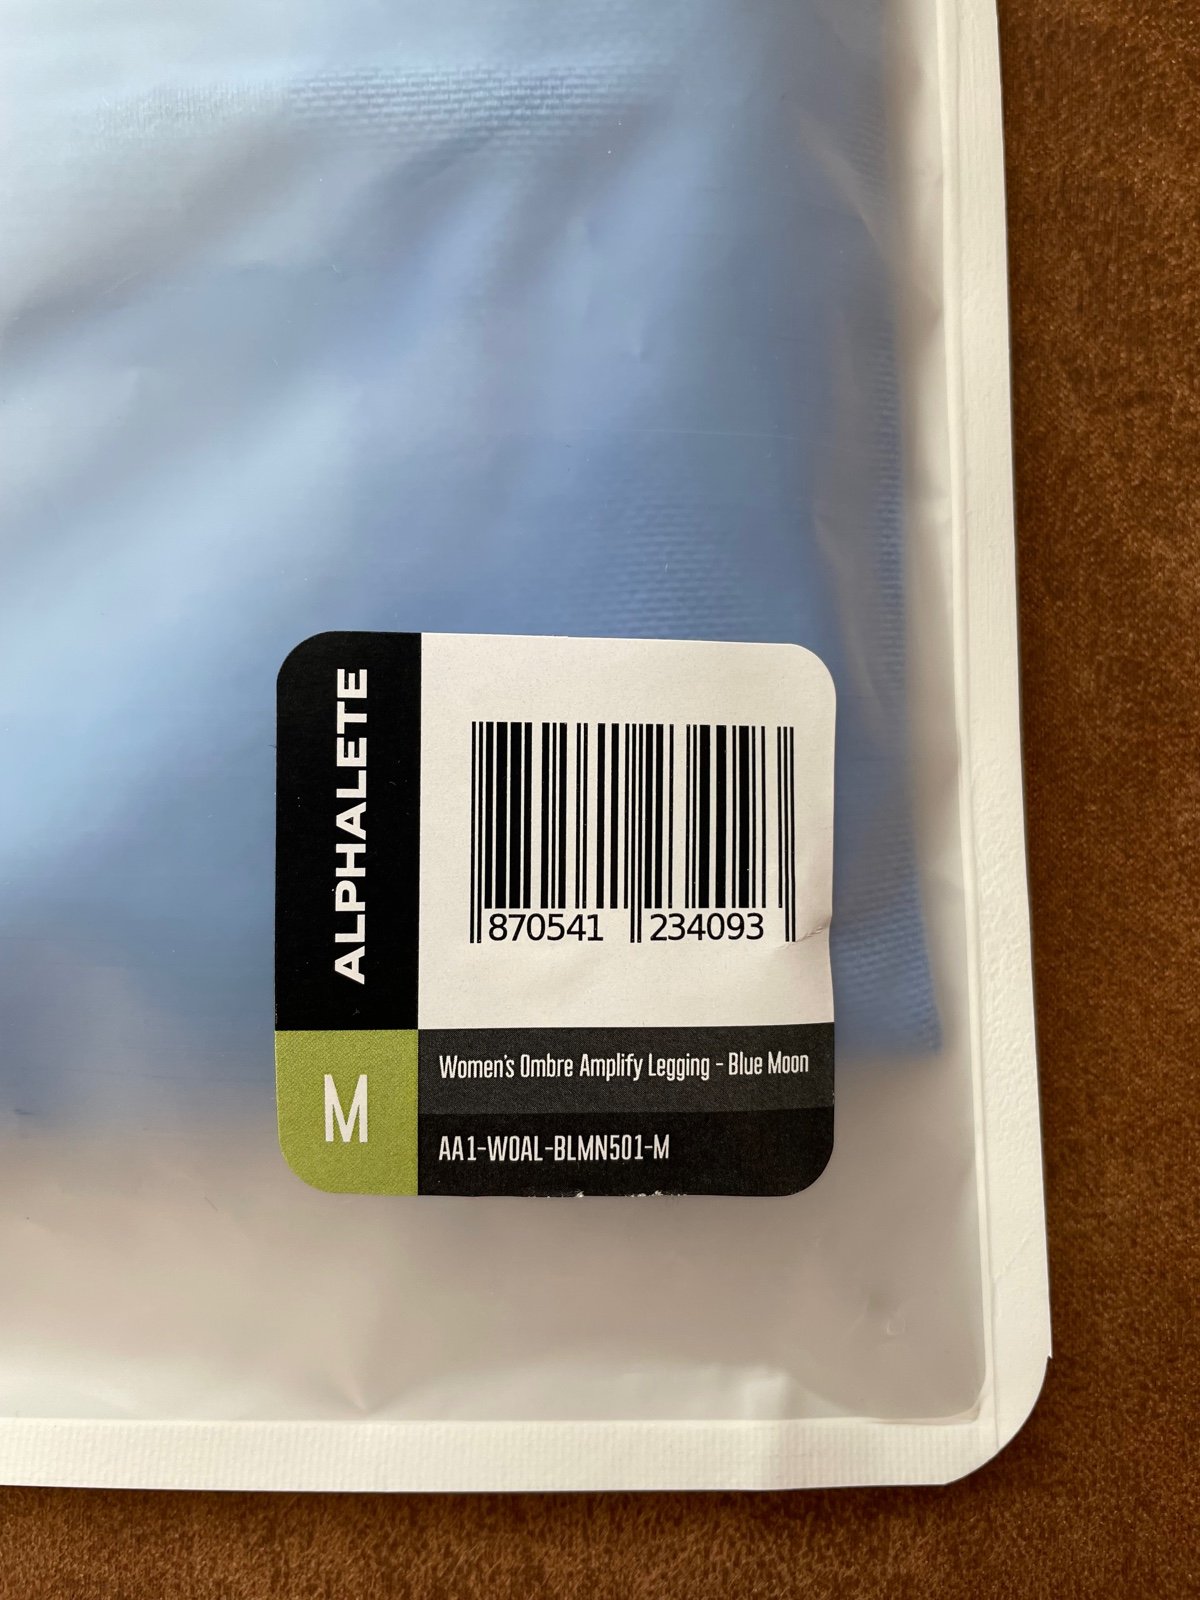 ALPHALETE
870541 234093
M
Women's Ombre Amplify Legging - Blue Moon
AA1-WOAL-BLMN501-M